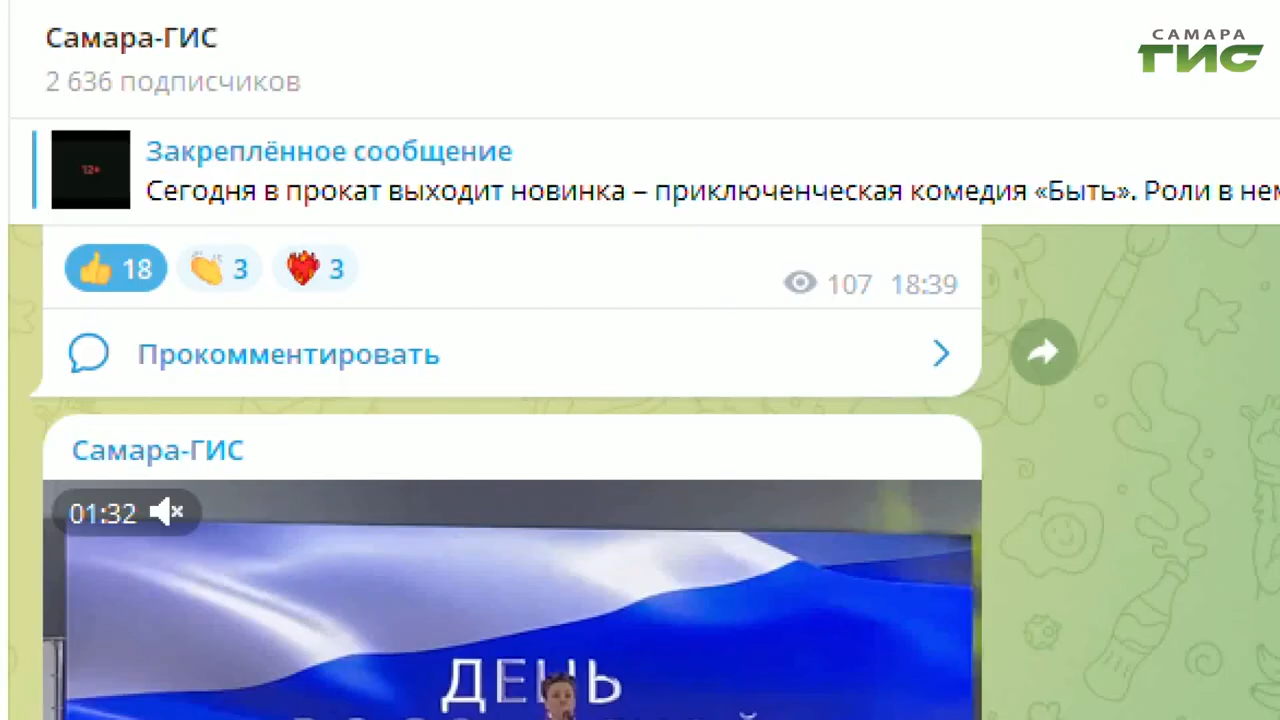 Самара-ГИС
САМАРА
ГИС
2 636 подписчиков
12+
Закреплённое сообщение
Сегодня в прокат выходит новинка – приключенческая комедия «Быть». Роли в
👍 18 👏 3 ❤️‍🔥 3
107 18:39
Прокомментировать
Самара-ГИС
01:32
ДЕНЬ